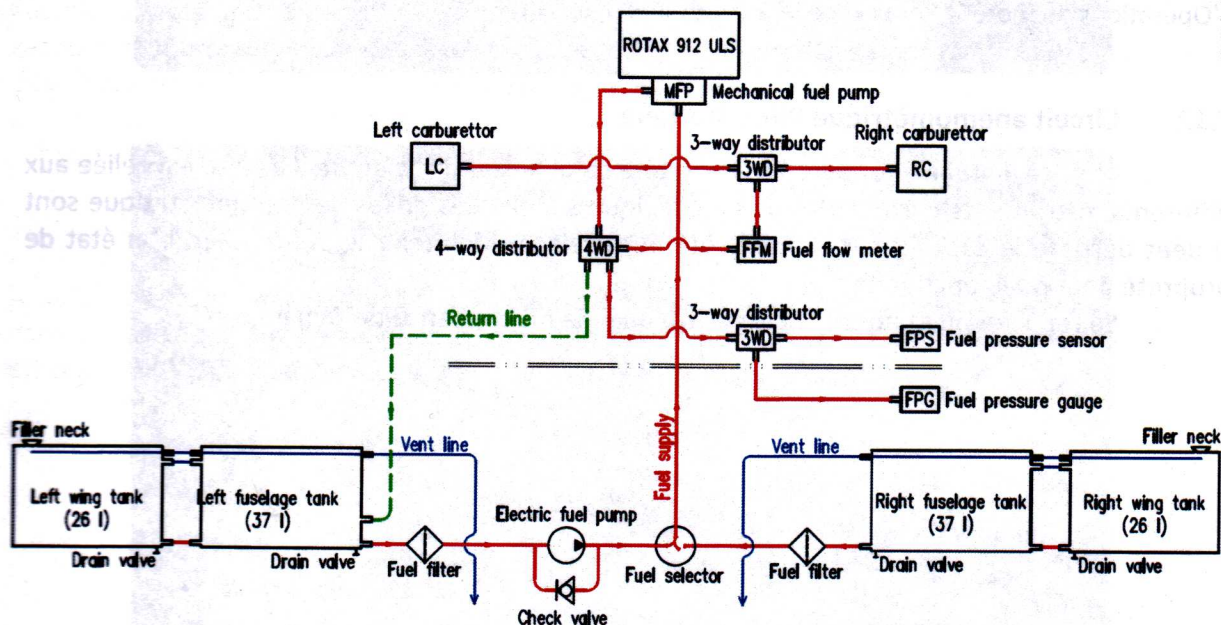 ROTAX 912 ULS
MFP
Mechanical fuel pump
Left carburettor
3-way distributor
Right carburettor
LC
3WD
RC
4-way distributor
4WD
FFM
Fuel flow meter
Return line
3-way distributor
3WD
FPS
Fuel pressure sensor
FPG
Fuel pressure gauge
Filler neck
Vent line
Fuel supply
Vent line
Filler neck
Left wing tank
(26 l)
Left fuselage tank
(37 l)
Electric fuel pump
Right fuselage tank
(37 l)
Right wing tank
(26 l)
Drain valve
Drain valve
Fuel filter
Fuel selector
Fuel filter
Drain valve
Drain valve
Check valve